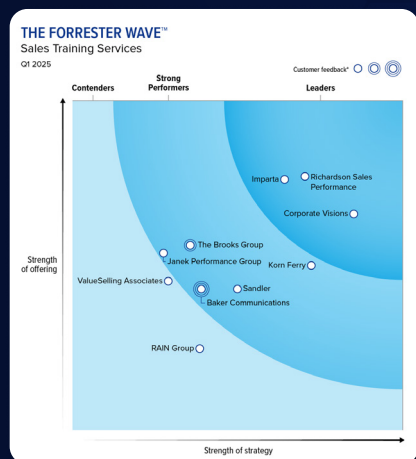 THE FORRESTER WAVE™
Sales Training Services
Q1 2025
Customer feedback*
Contenders
Strong
Performers
Leaders
Imparta
Richardson Sales
Performance
Corporate Visions
The Brooks Group
Janek Performance Group
Korn Ferry
ValueSelling Associates
Sandler
Baker Communications
RAIN Group
Strength
of offering
Strength of strategy